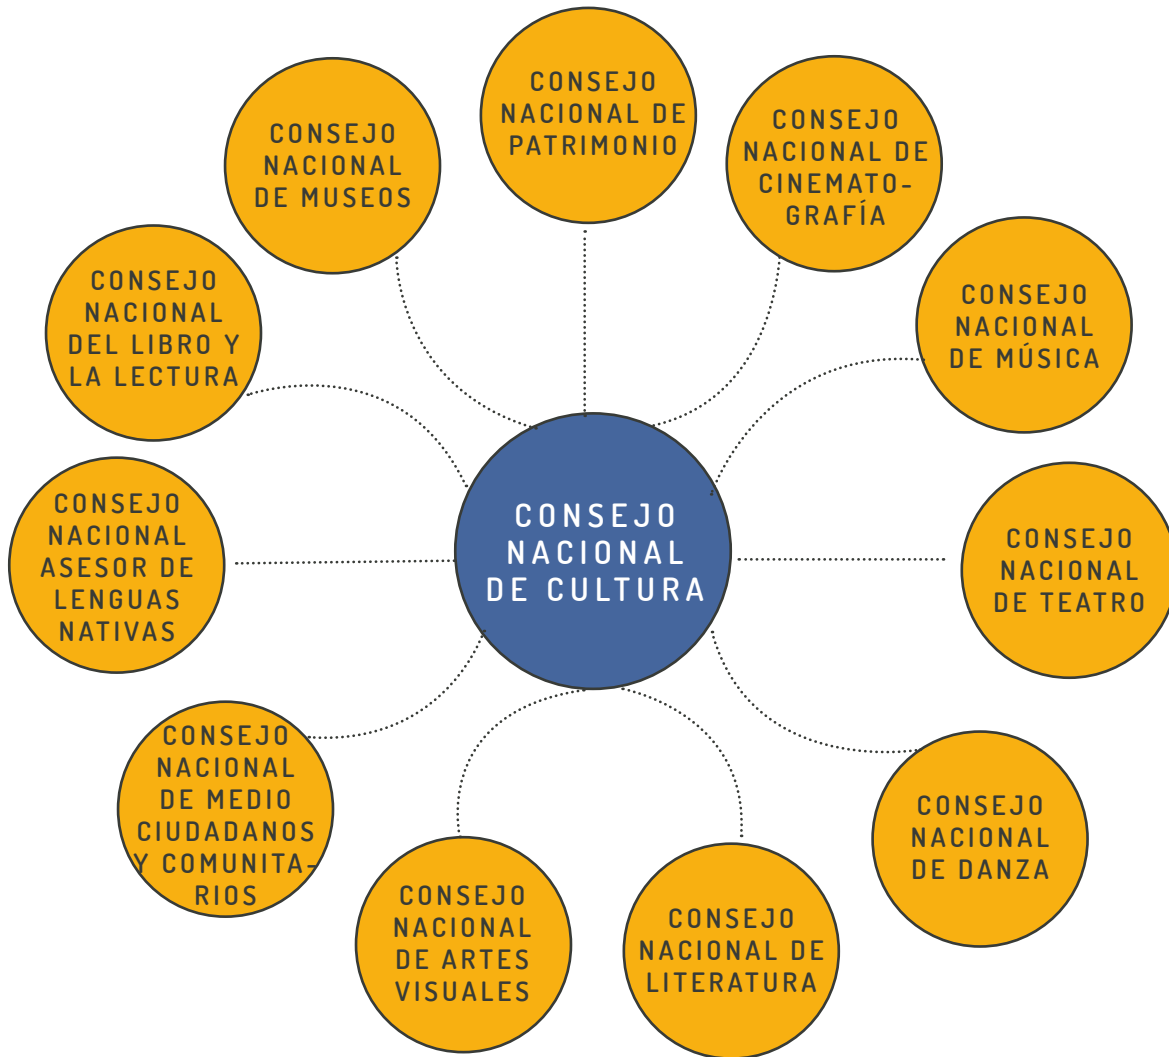 CONSEJO
NACIONAL DE
PATRIMONIO
CONSEJO
NACIONAL DE
CINEMATO-
GRAFÍA
CONSEJO
NACIONAL
DE MÚSICA
CONSEJO
NACIONAL
DE TEATRO
CONSEJO
NACIONAL
DE DANZA
CONSEJO
NACIONAL DE
LITERATURA
CONSEJO
NACIONAL
DE ARTES
VISUALES
CONSEJO
NACIONAL
DE MEDIO
CIUDADANOS
Y COMUNITA-
RIOS
CONSEJO
NACIONAL
ASESOR DE
LENGUAS
NATIVAS
CONSEJO
NACIONAL
DEL LIBRO Y
LA LECTURA
CONSEJO
NACIONAL
DE MUSEOS
CONSEJO
NACIONAL
DE CULTURA